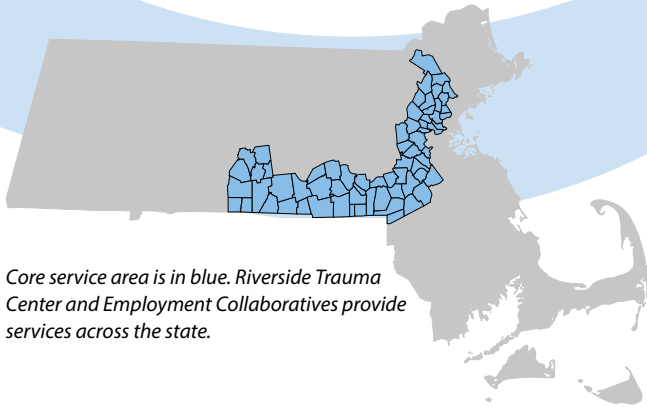 Core service area is in blue. Riverside Trauma
Center and Employment Collaboratives provide
services across the state.